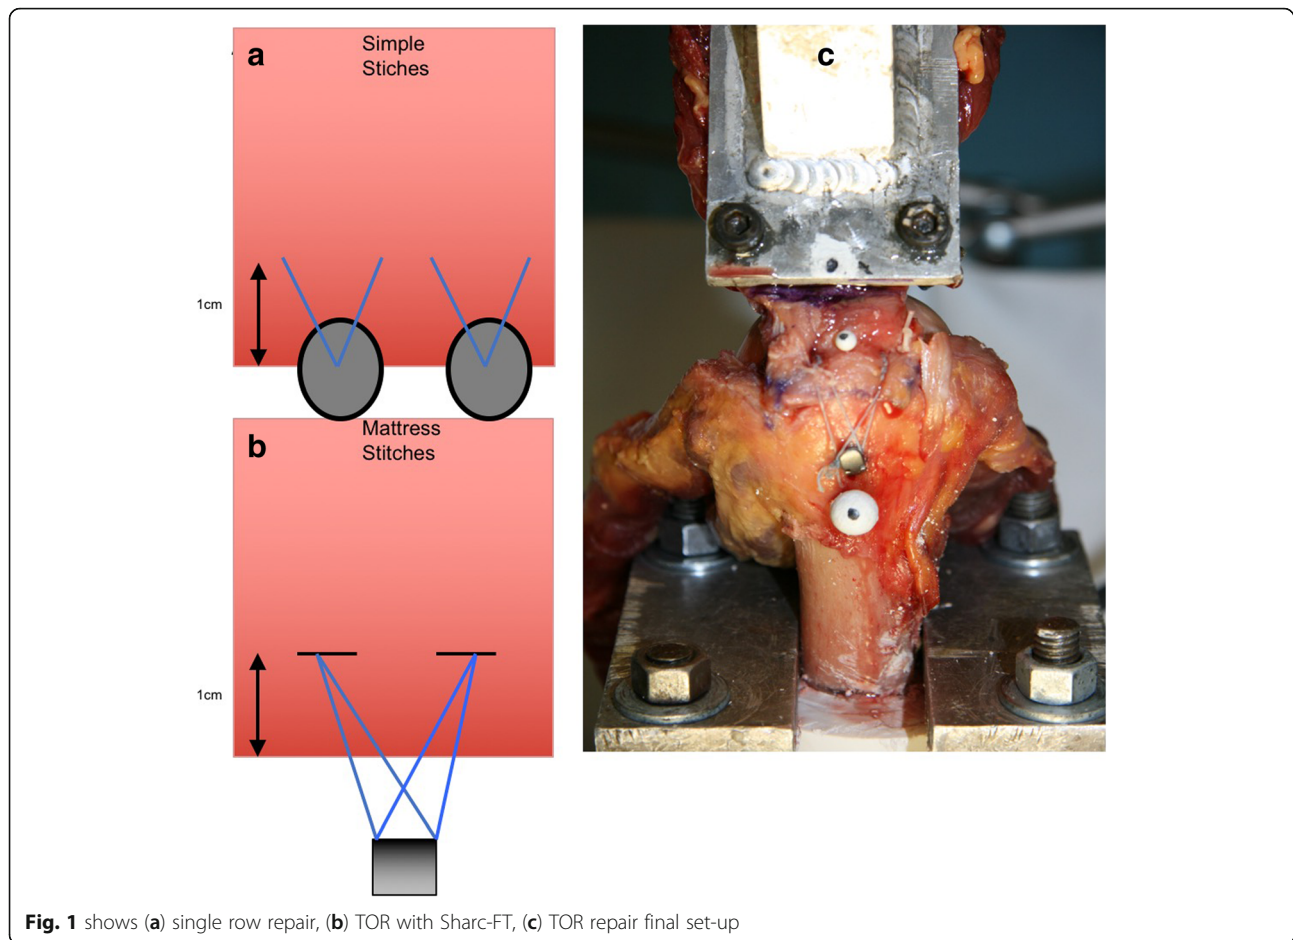 a
Simple
Stiches
1cm
b
Mattress
Stitches
1cm
c
Fig. 1 shows (a) single row repair, (b) TOR with Sharc-FT, (c) TOR repair final set-up